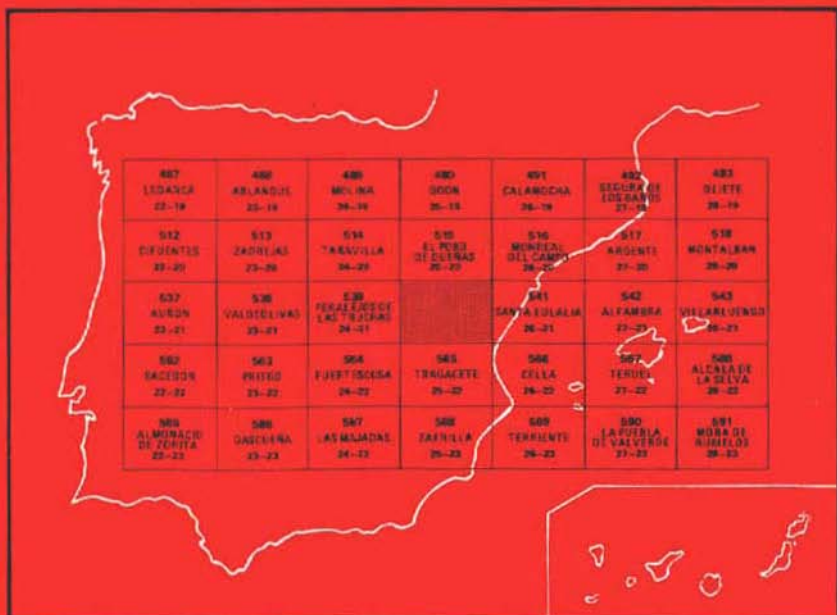 487
LEDANCA
22-19
488
ABLANQUE
23-19
489
MOLINA
24-19
490
ODON
25-19
491
CALAMOCHA
26-19
492
SEGURA DE
LOS BAÑOS
27-19
493
OLIETE
28-19
512
CIFUENTES
22-20
513
ZAOREJAS
23-20
514
TARAVILLA
24-20
515
EL POBO
DE DUEÑAS
25-20
516
MONREAL
DEL CAMPO
26-20
517
ARGENTE
27-20
518
MONTALBAN
28-20
537
AUÑON
22-21
538
VALDEOLIVAS
23-21
539
PERALEJOS DE
LAS TRUCHAS
24-21
541
SANTA EULALIA
26-21
542
ALFAMBRA
27-21
543
VILLARLUENGO
28-21
562
SACEDON
22-22
563
PRIEGO
23-22
564
FUERTESCUSA
24-22
565
TRAGACETE
25-22
566
CELLA
26-22
567
TERUEL
27-22
568
ALCALA DE
LA SELVA
28-22
ALMONACID
DE ZORITA
22-23
586
GASCUEÑA
23-23
587
LAS MAJADAS
24-23
588
ZAFRILLA
25-23
589
TERRIENTE
26-23
590
LA PUEBLA
DE VALVERDE
27-23
591
MORA DE
RUBIELOS
28-23